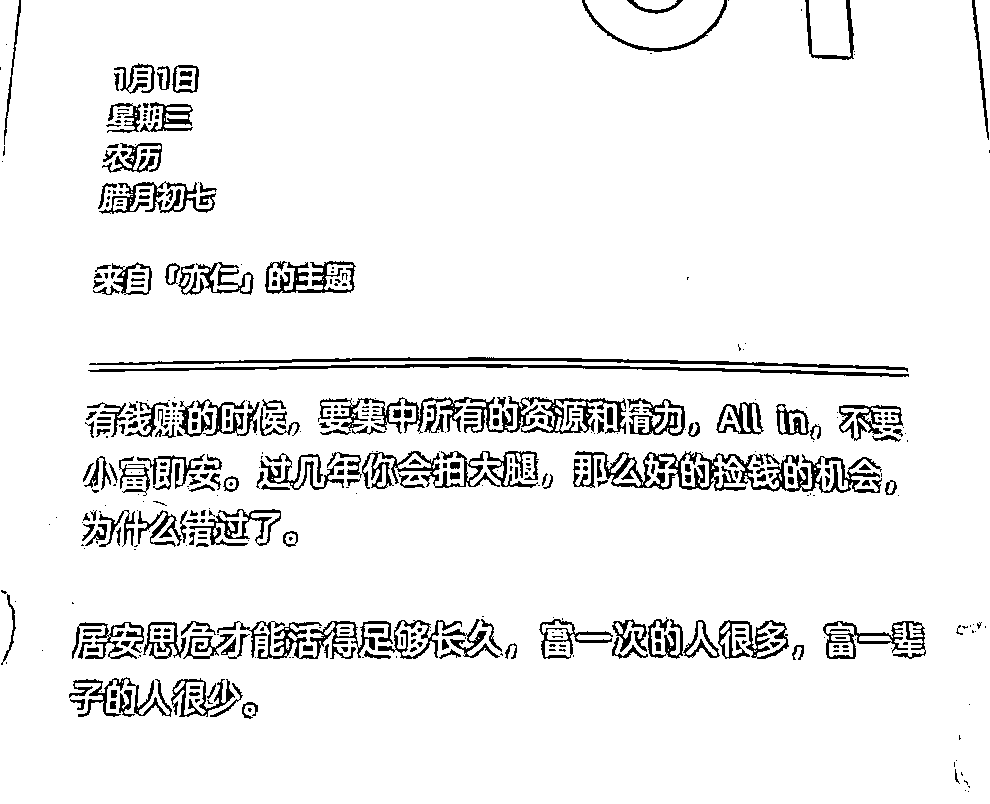 01
1月1日
星期三
农历
腊月初七
来自「亦仁」的主题
有钱赚的时候，要集中所有的资源和精力，All in，不要
小富即安。过几年你会拍大腿，那么好的捡钱的机会，
为什么错过了。
居安思危才能活得足够长久，富一次的人很多，富一辈
子的人很少。